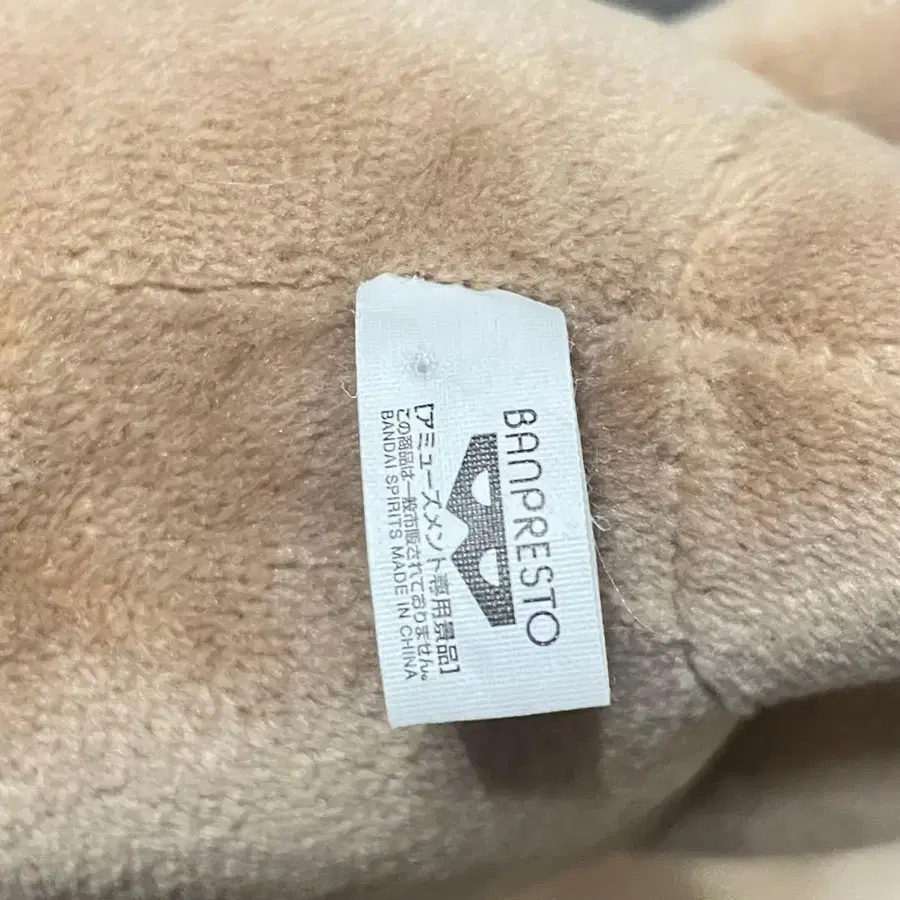 BANPRESTO
[アミューズメント専用景品]
この商品は一般市販されておりません。
BANDAI SPIRITS MADE IN CHINA